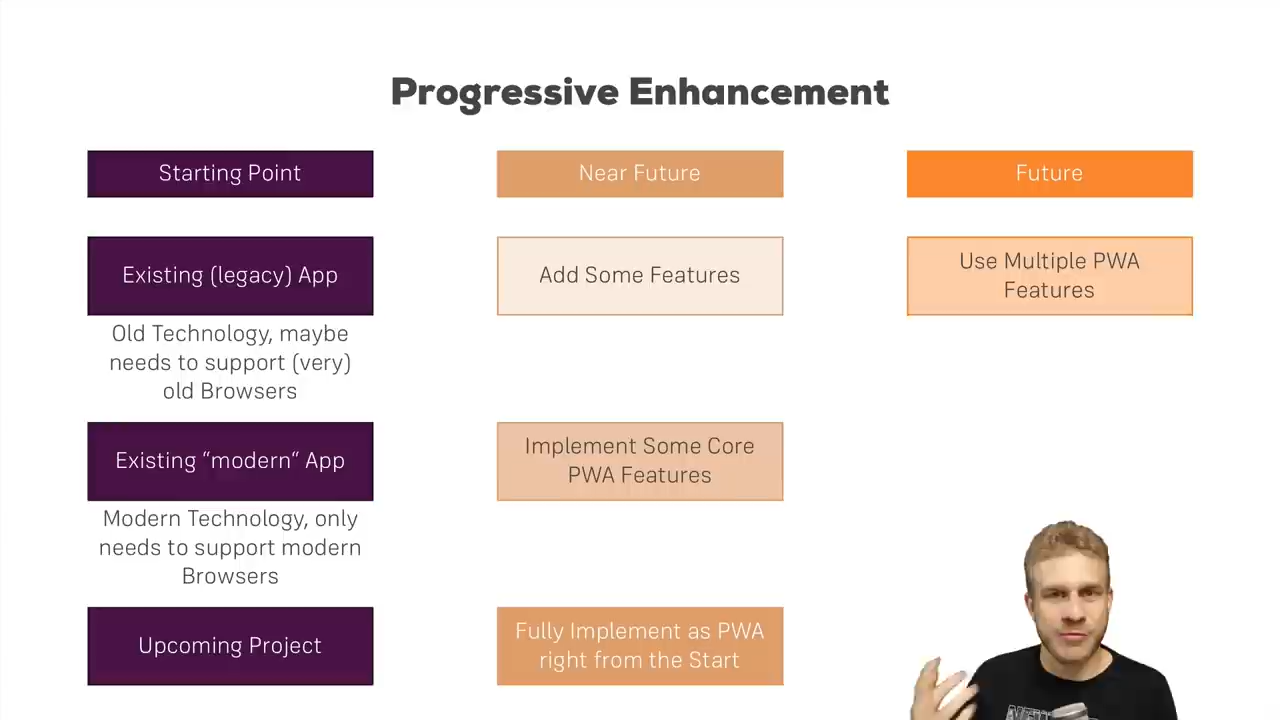 Progressive Enhancement
Starting Point
Near Future
Future
Existing (legacy) App
Add Some Features
Use Multiple PWA
Features
Old Technology, maybe
needs to support (very)
old Browsers
Existing “modern“ App
Implement Some Core
PWA Features
Modern Technology, only
needs to support modern
Browsers
Upcoming Project
Fully Implement as PWA
right from the Start